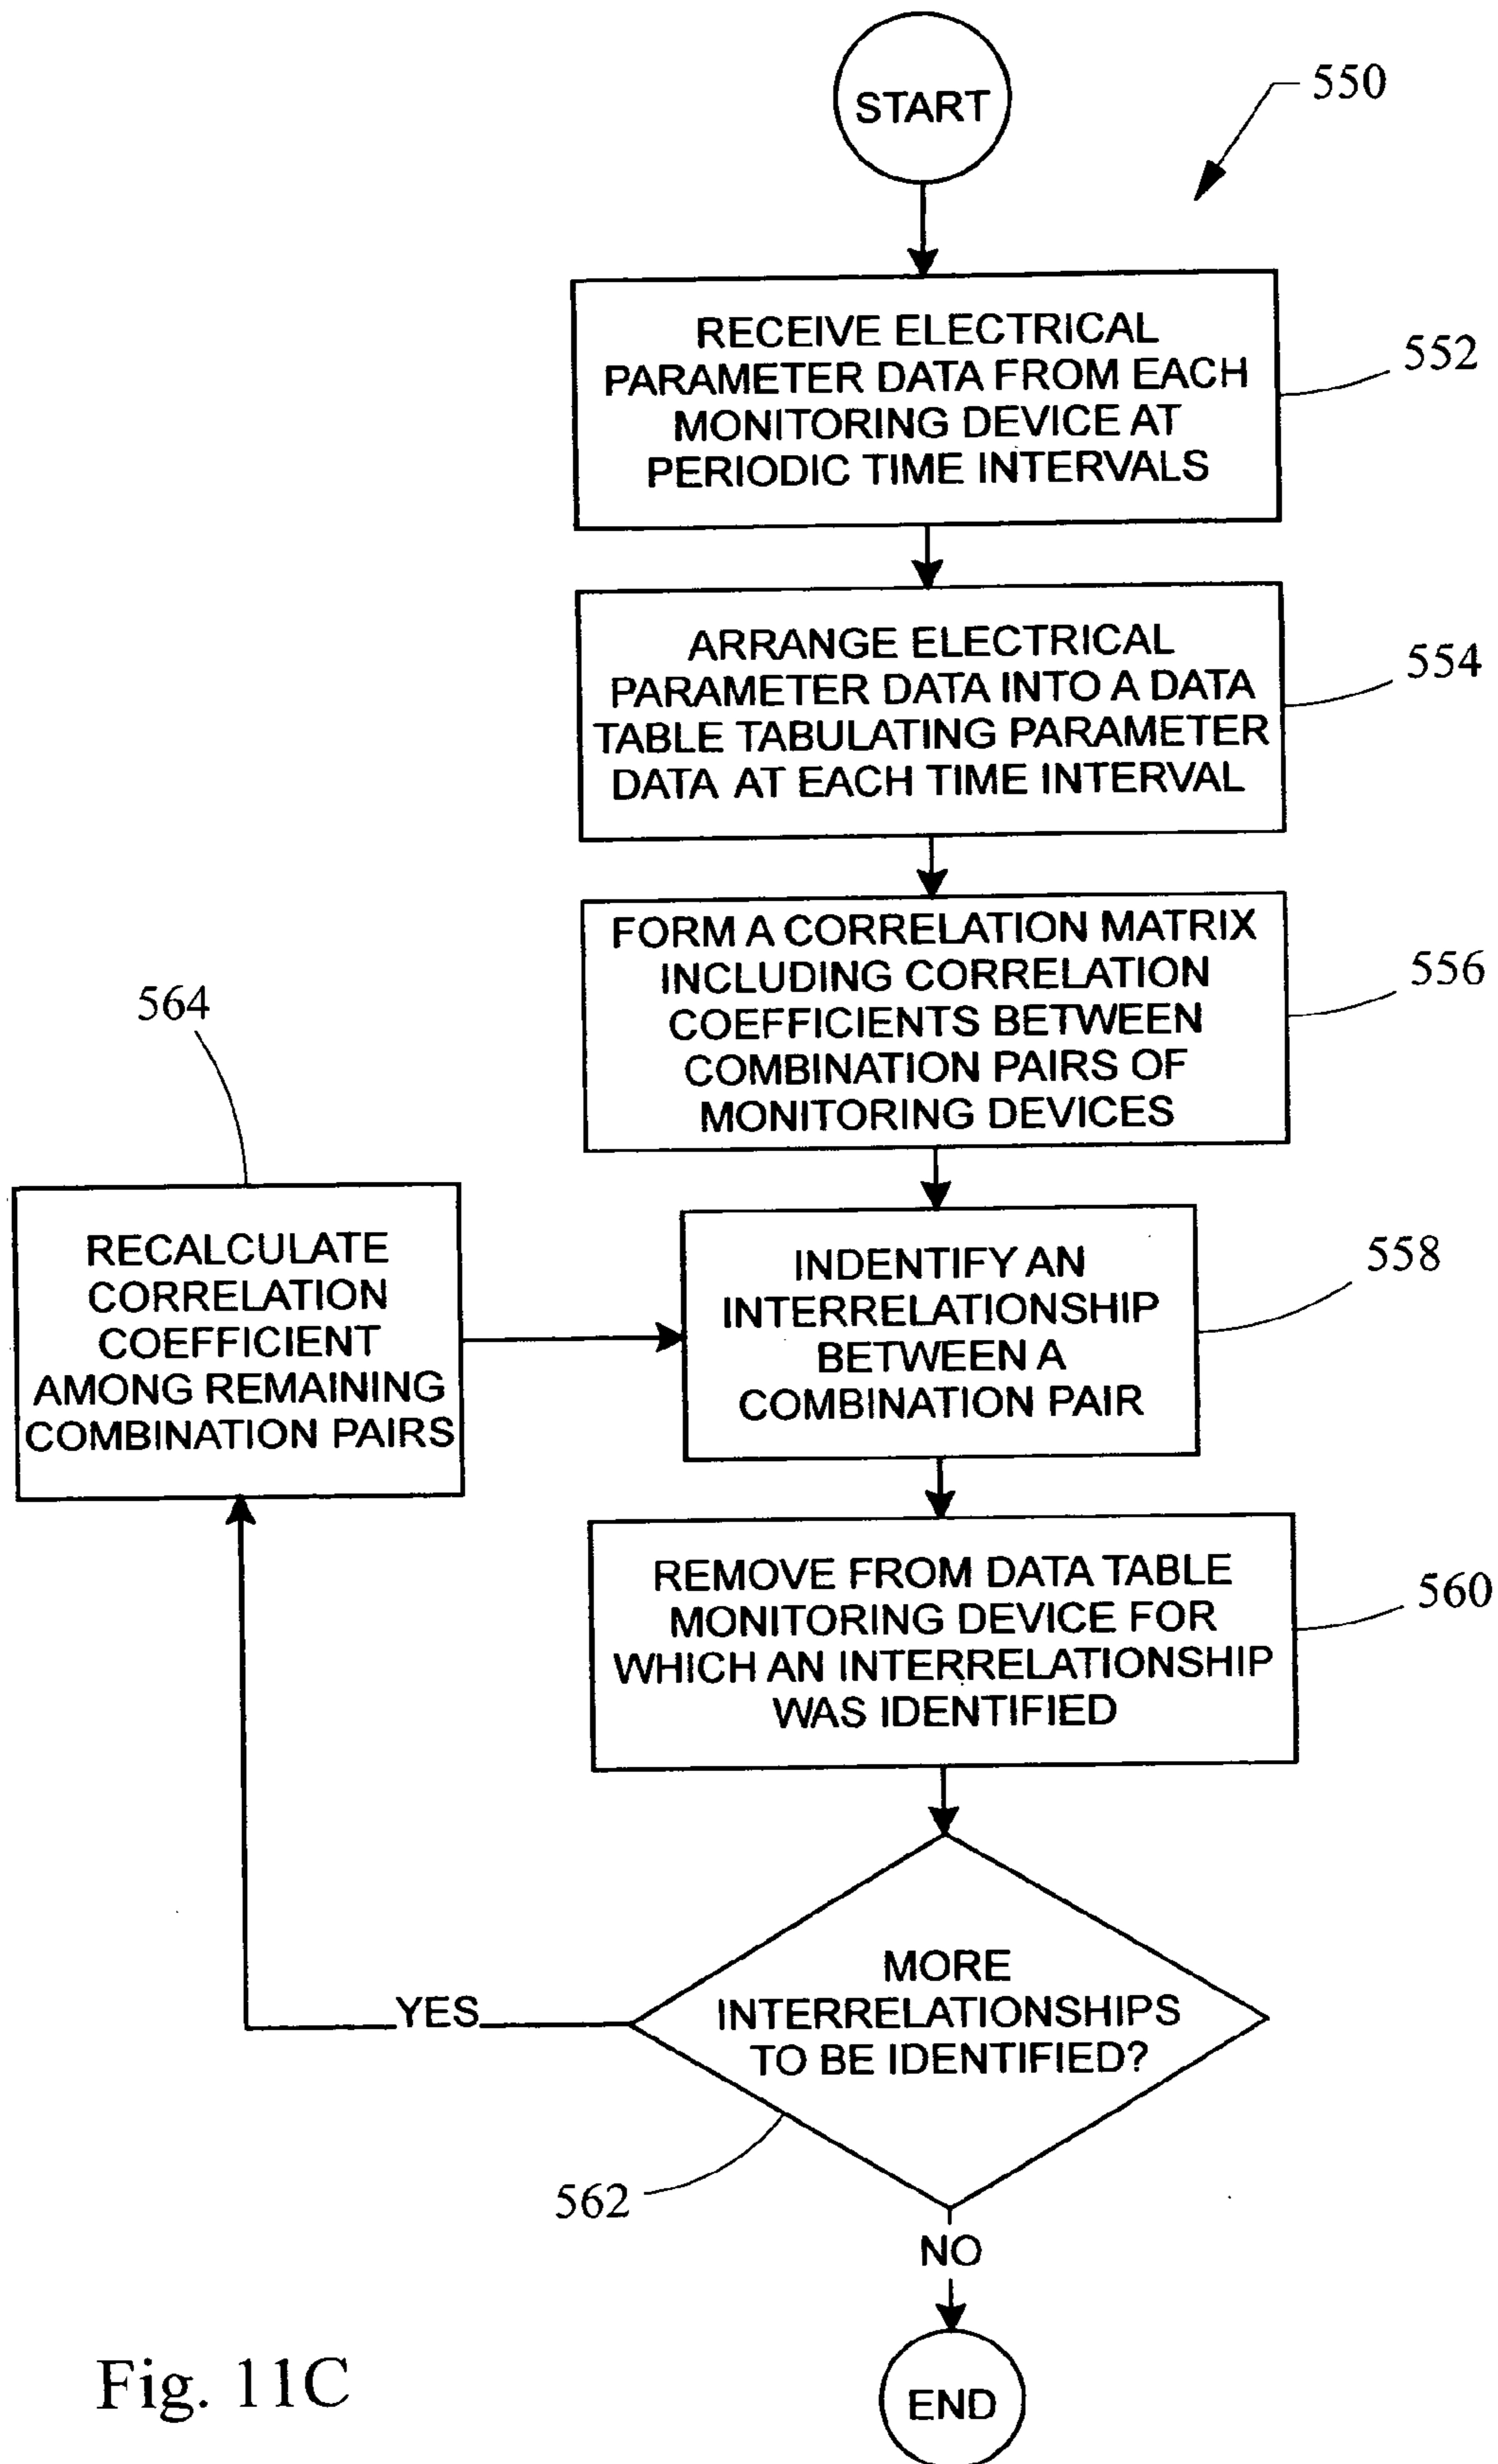 START
550
RECEIVE ELECTRICAL
PARAMETER DATA FROM EACH
MONITORING DEVICE AT
PERIODIC TIME INTERVALS
552
ARRANGE ELECTRICAL
PARAMETER DATA INTO A DATA
TABLE TABULATING PARAMETER
DATA AT EACH TIME INTERVAL
554
FORM A CORRELATION MATRIX
INCLUDING CORRELATION
COEFFICIENTS BETWEEN
COMBINATION PAIRS OF
MONITORING DEVICES
556
564
RECALCULATE
CORRELATION
COEFFICIENT
AMONG REMAINING
COMBINATION PAIRS
INDENTIFY AN
INTERRELATIONSHIP
BETWEEN A
COMBINATION PAIR
558
REMOVE FROM DATA TABLE
MONITORING DEVICE FOR
WHICH AN INTERRELATIONSHIP
WAS IDENTIFIED
560
MORE
INTERRELATIONSHIPS
TO BE IDENTIFIED?
YES
562
NO
END
Fig. 11C